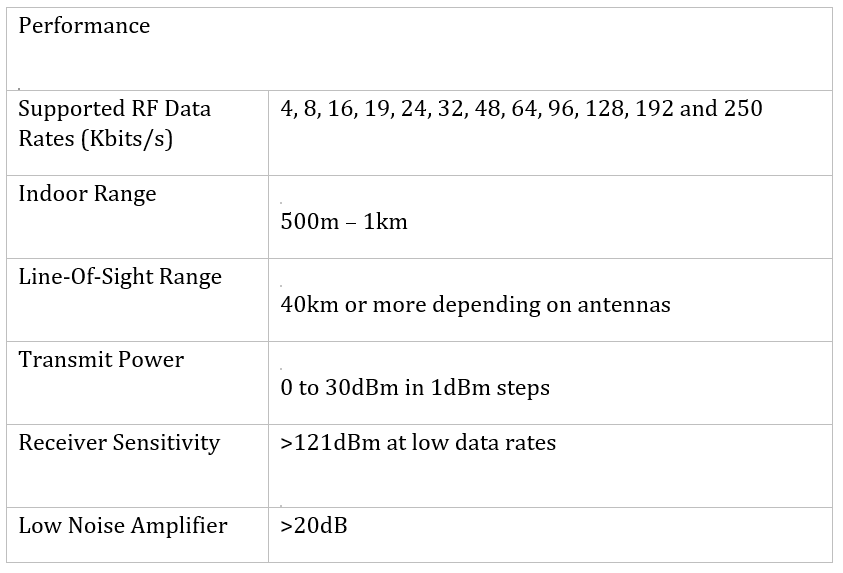 Performance
Supported RF Data
Rates (Kbits/s)
4, 8, 16, 19, 24, 32, 48, 64, 96, 128, 192 and 250
Indoor Range
500m – 1km
Line-Of-Sight Range
40km or more depending on antennas
Transmit Power
0 to 30dBm in 1dBm steps
Receiver Sensitivity
>121dBm at low data rates
Low Noise Amplifier
>20dB